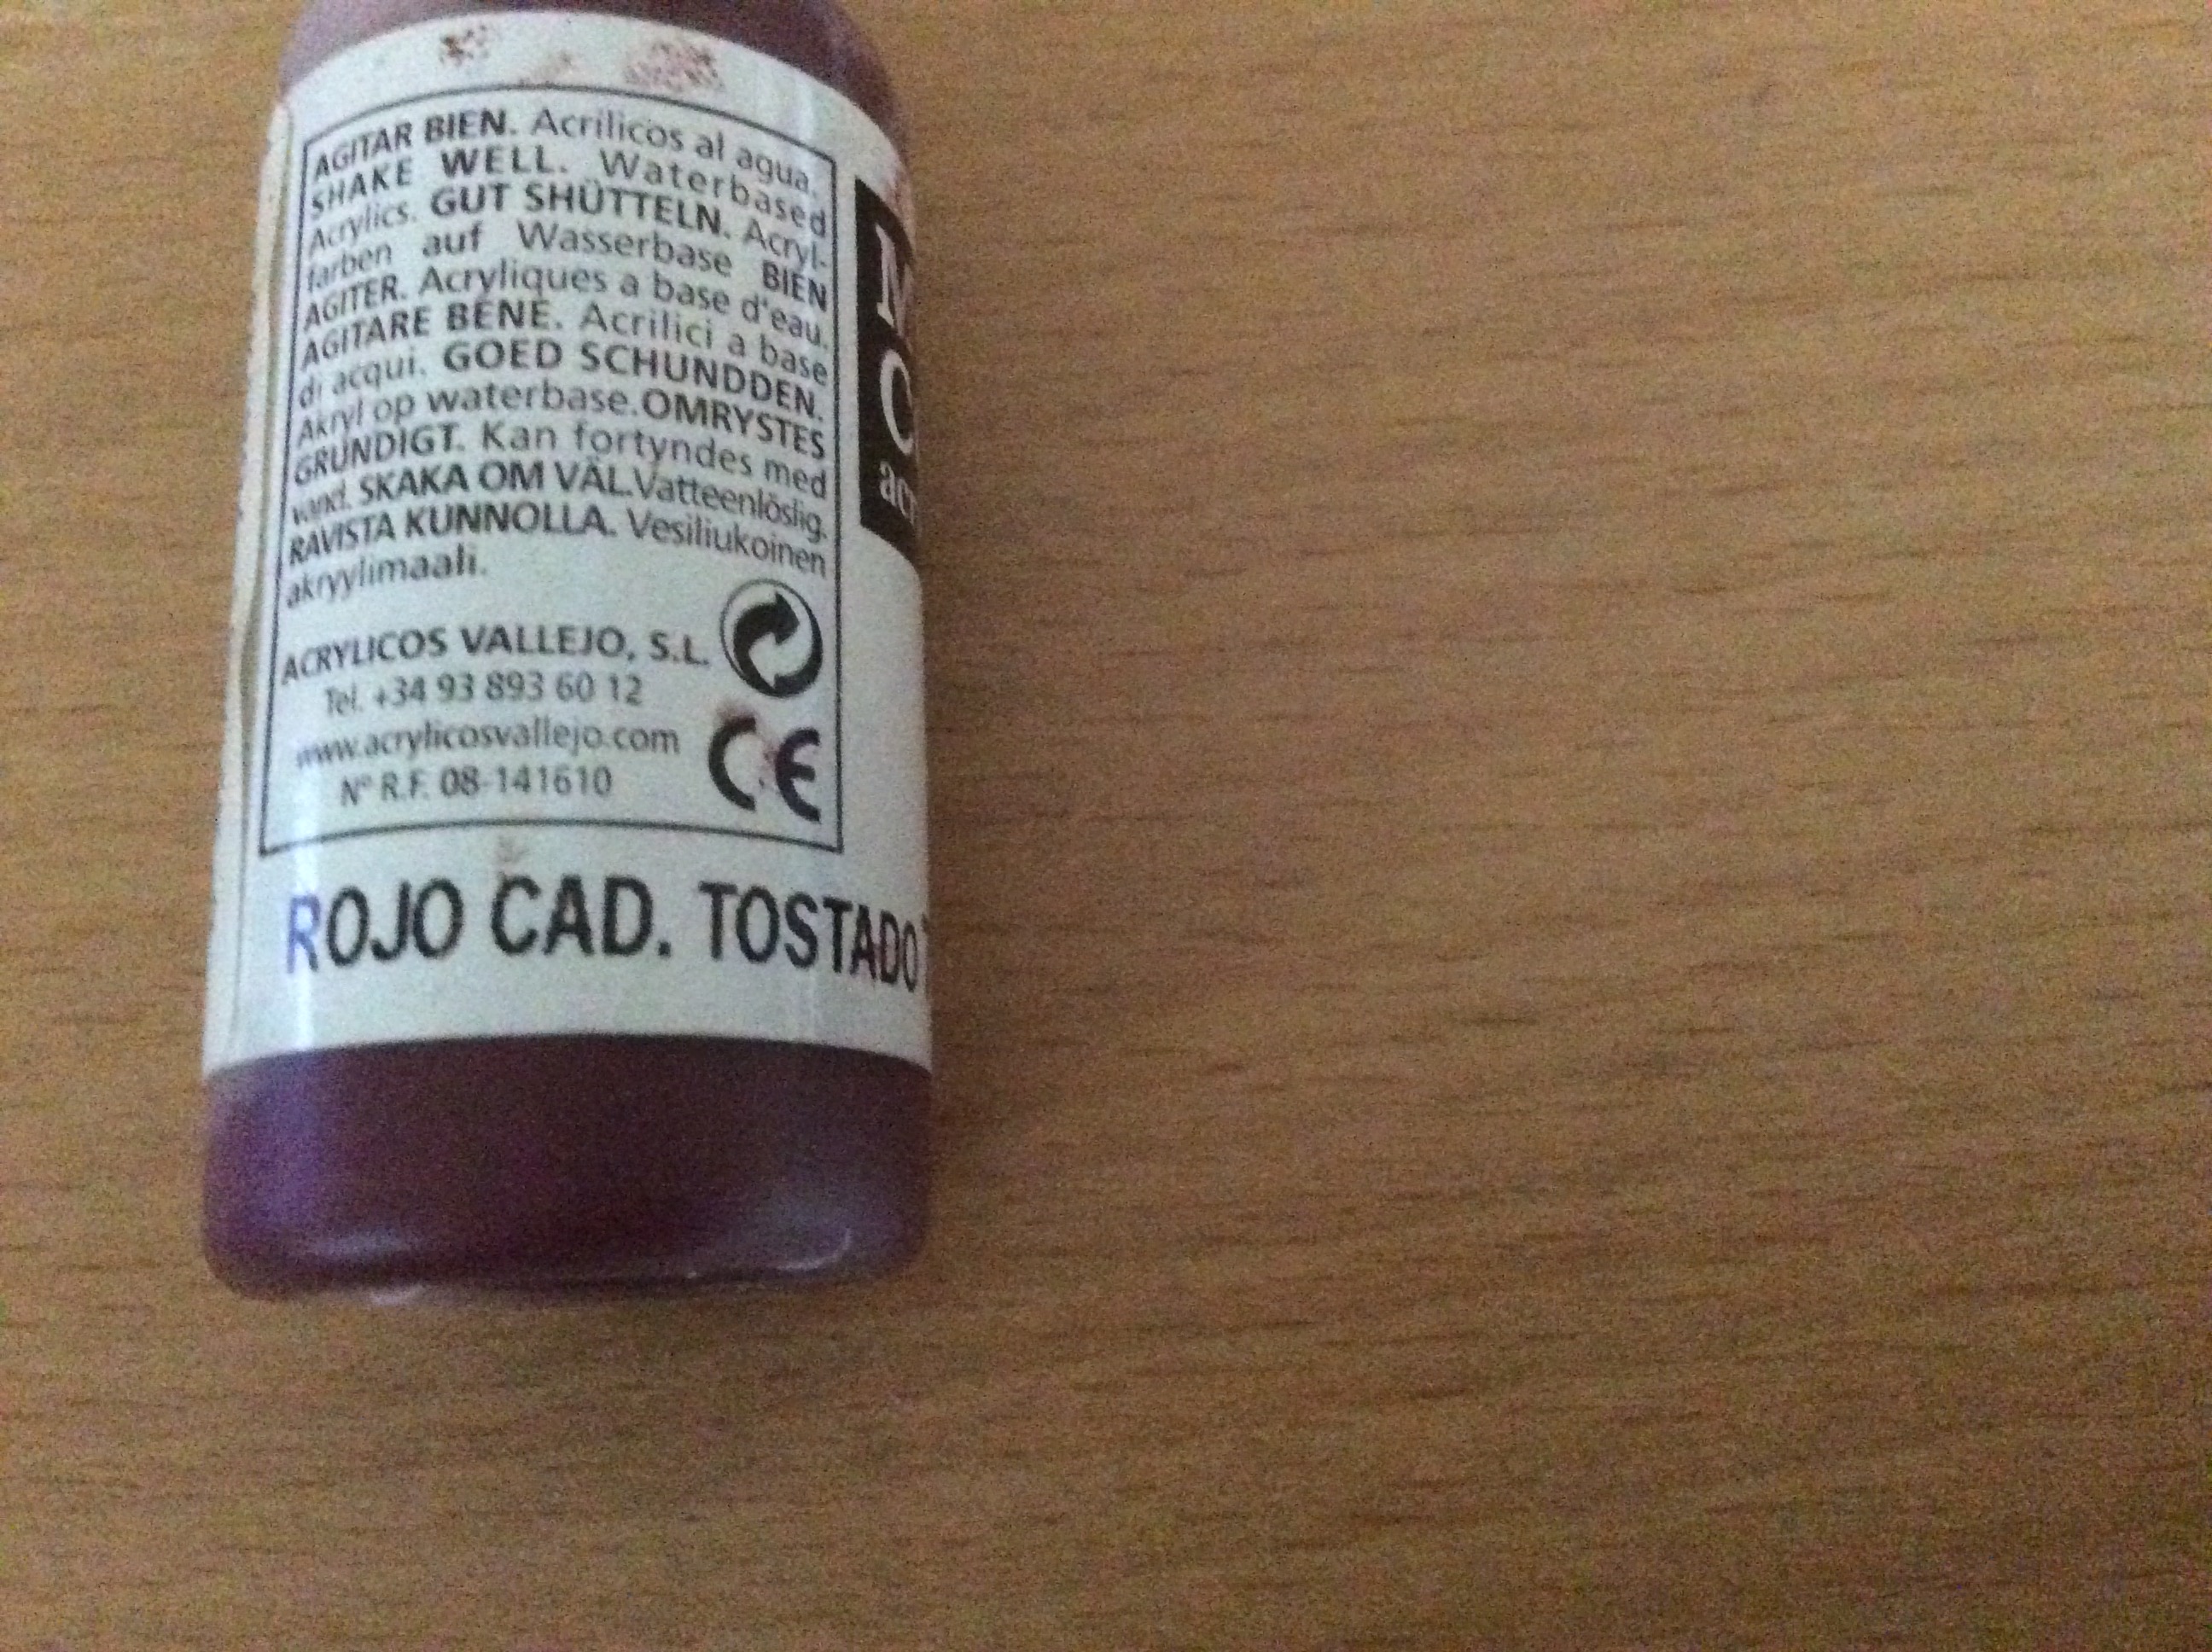 AGITAR BIEN. Acrilicos al agua.
SHAKE WELL. Waterbased
Acrylics. GUT SHÜTTELN. Acryl-
farben auf Wasserbase BIEN
AGITER. Acryliques a base d'eau.
AGITARE BENE. Acrilici a base
di acqui. GOED SCHUNDDEN.
Akryl op waterbase.OMRYSTES
GRUNDIGT. Kan fortyndes med
vand. SKAKA OM VÄL.Vatteenlöslig.
RAVISTA KUNNOLLA. Vesiliukoinen
akryylimaali.
ACRYLICOS VALLEJO, S.L.
Tel. +34 93 893 60 12
www.acrylicosvallejo.com
Nº R.F. 08-141610
CE
ROJO CAD. TOSTADO